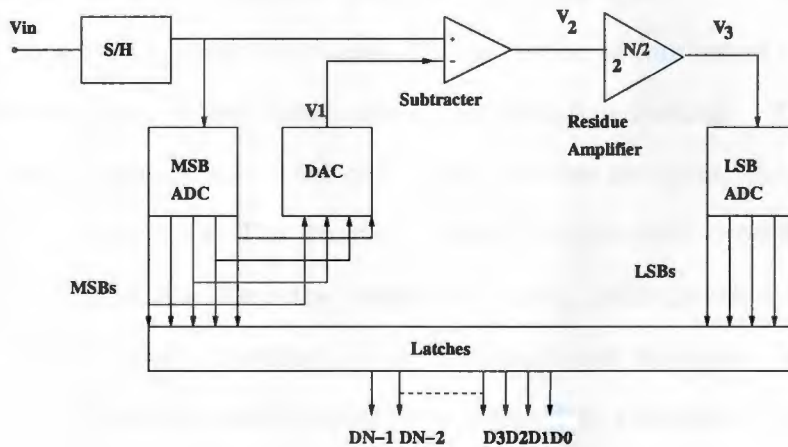 Vin
S/H
+
−
V2
2 N/2
V3
Subtracter
V1
Residue
Amplifier
MSB
ADC
DAC
LSB
ADC
MSBs
LSBs
Latches
DN−1 DN−2
D3D2D1D0